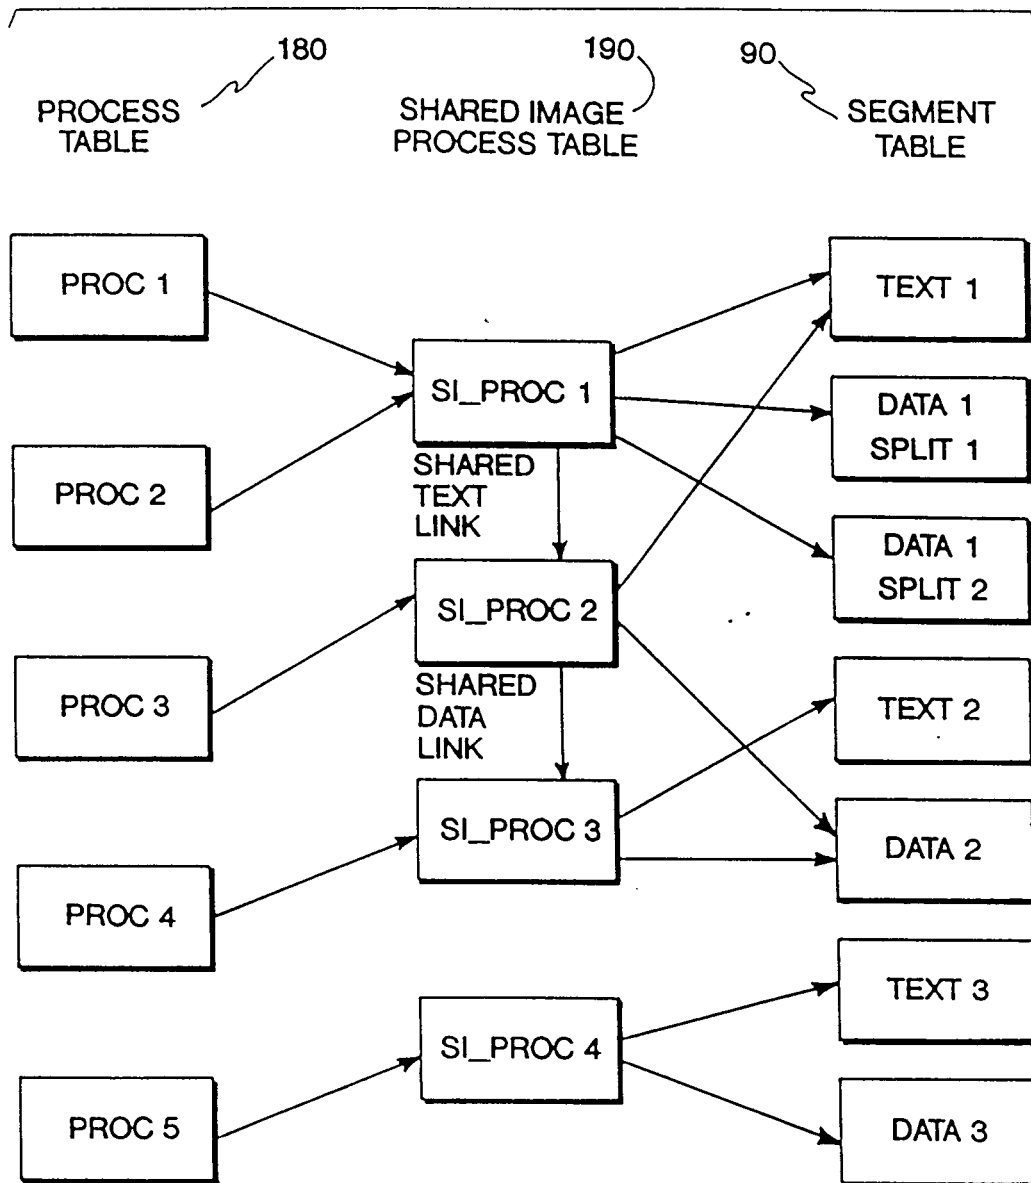 180
190
90
PROCESS
TABLE
SHARED IMAGE
PROCESS TABLE
SEGMENT
TABLE
PROC 1
TEXT 1
SI_PROC 1
DATA 1
SPLIT 1
PROC 2
SHARED
TEXT
LINK
DATA 1
SPLIT 2
SI_PROC 2
PROC 3
SHARED
DATA
LINK
TEXT 2
SI_PROC 3
DATA 2
PROC 4
TEXT 3
SI_PROC 4
PROC 5
DATA 3